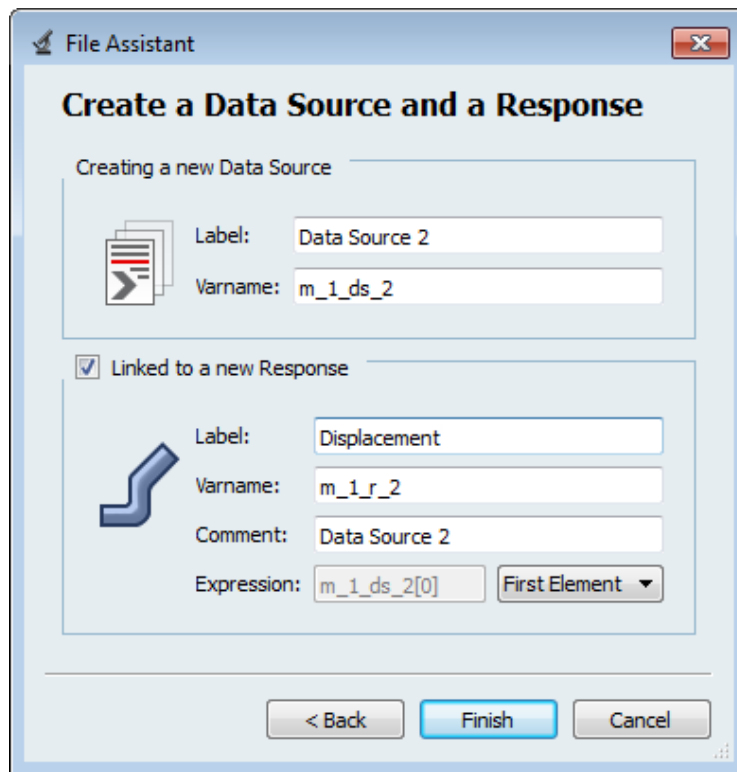 File Assistant
Create a Data Source and a Response
Creating a new Data Source
Label: Data Source 2
Varname: m_1_ds_2
Linked to a new Response
Label: Displacement
Varname: m_1_r_2
Comment: Data Source 2
Expression: m_1_ds_2[0] First Element
< Back Finish Cancel